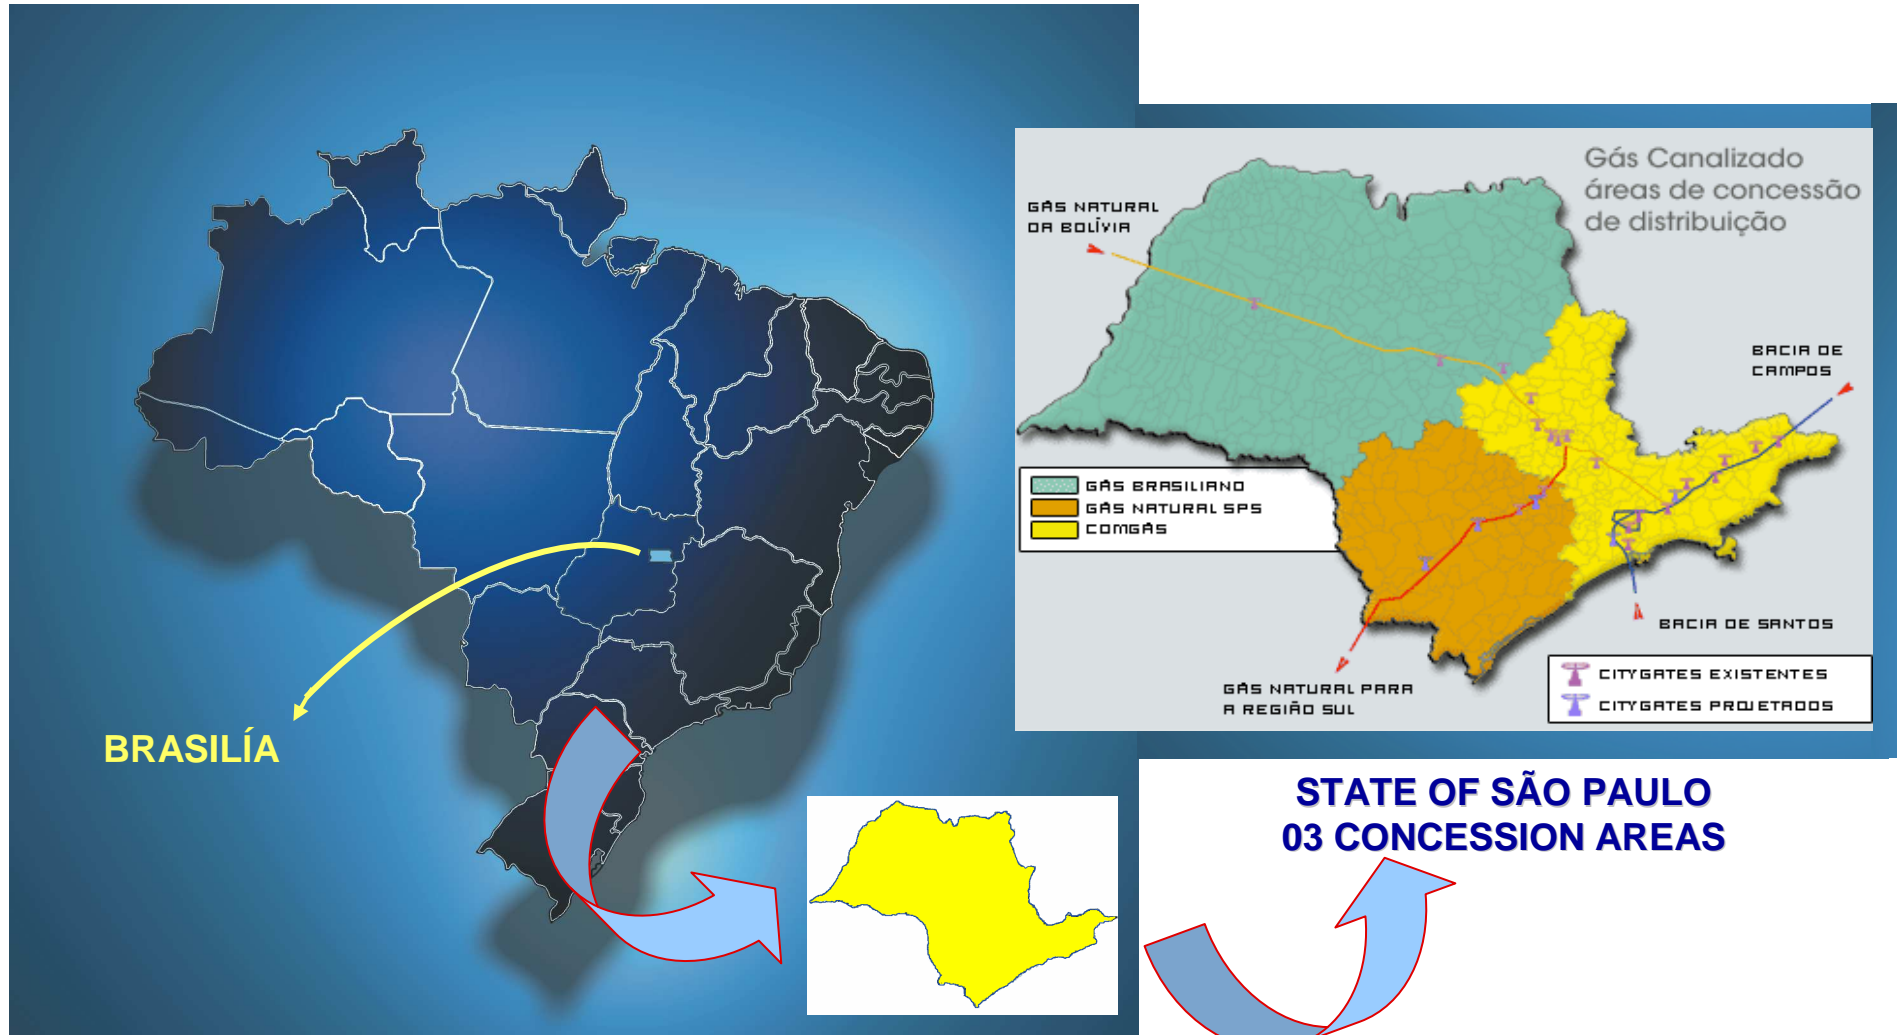 BRASILÍA
Gás Canalizado
áreas de concessão
de distribuição
GÁS NATURAL
DA BOLÍVIA
BACIA DE
CAMPOS
GÁS BRASILIANO
GÁS NATURAL SPS
COMGÁS
BACIA DE SANTOS
GÁS NATURAL PARA
A REGIÃO SUL
CITYGATES EXISTENTES
CITYGATES PROJETADOS
STATE OF SÃO PAULO
03 CONCESSION AREAS